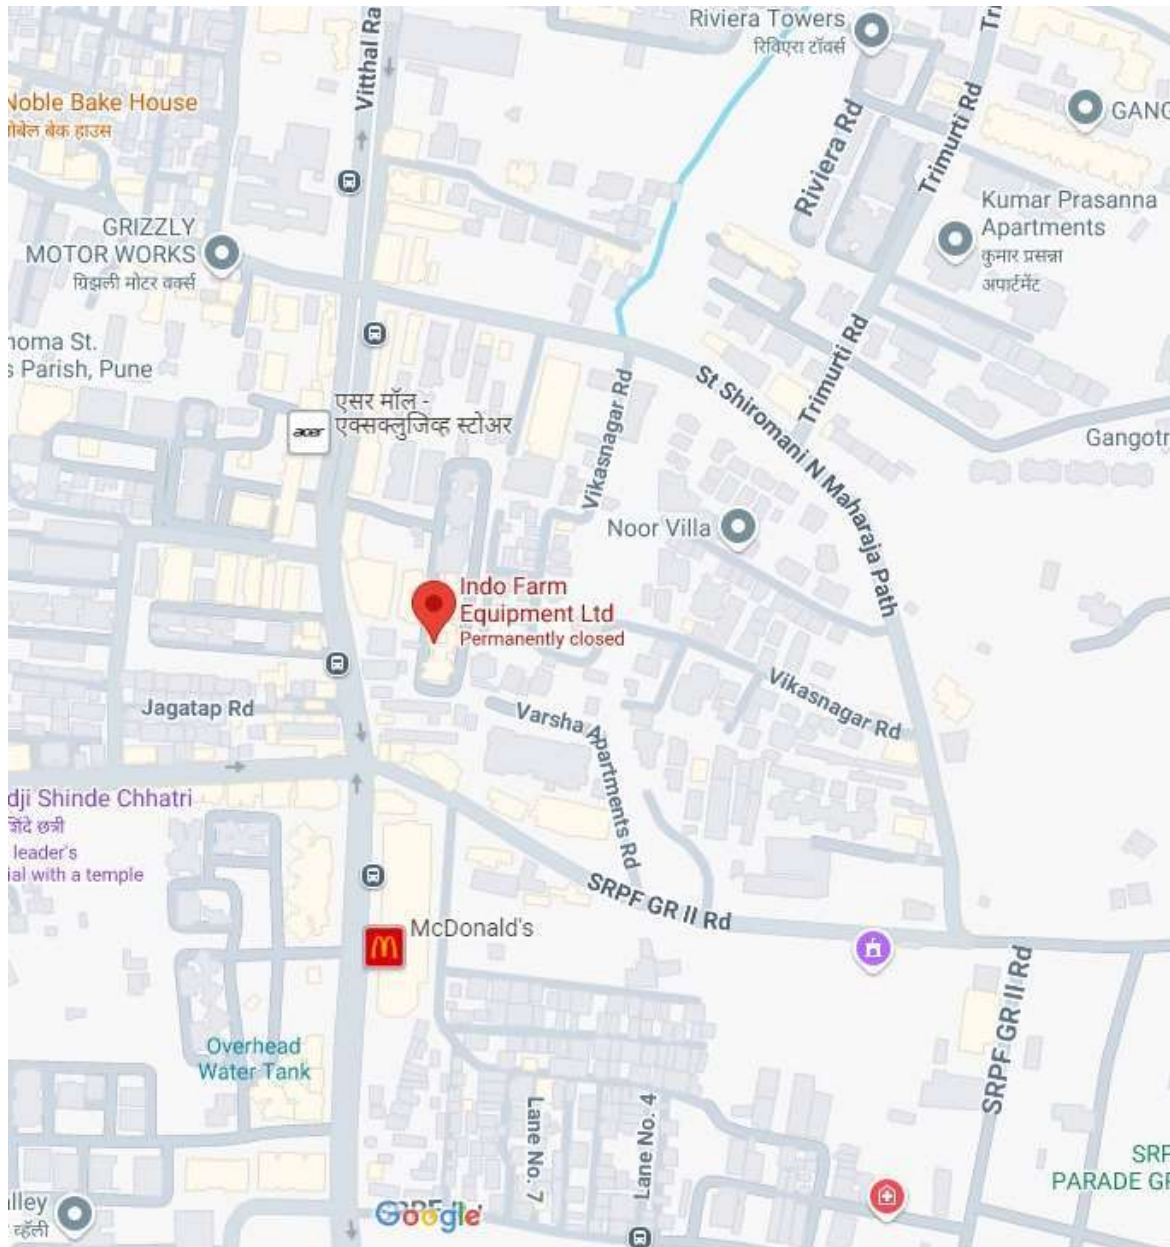 Riviera Towers
रिविएरा टॉवर्स
Vitthal Ra
Noble Bake House
नोबेल बेक हाउस
Riviera Rd
Trimurti Rd
GANG
Kumar Prasanna
Apartments
कुमार प्रसन्ना
अपार्टमेंट
GRIZZLY
MOTOR WORKS
ग्रिझली मोटर वर्क्स
homa St.
s Parish, Pune
Trimurti Rd
St Shiromani N Maharaja Path
एसर मॉल -
एक्सक्लुजिव्ह स्टोअर
acer
Vikasnagar Rd
Gangotr
Noor Villa
Indo Farm
Equipment Ltd
Permanently closed
Vikasnagar Rd
Jagatap Rd
Varsha Apartments Rd
dji Shinde Chhatri
शिंदे छत्री
leader's
ial with a temple
SRPF GR II Rd
McDonald's
SRPF GR II Rd
Overhead
Water Tank
Lane No. 7
Lane No. 4
SRP
PARADE GR
lley
व्हॅली
Google